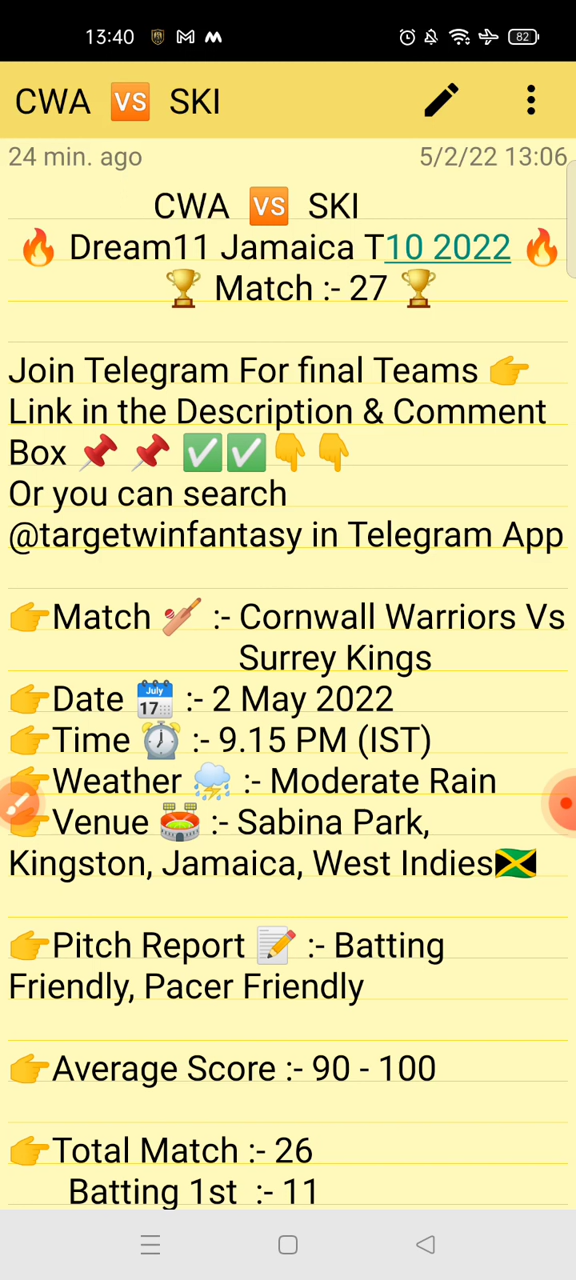 13:40
82
CWA 🆚 SKI
24 min. ago 5/2/22 13:06
CWA 🆚 SKI
🔥 Dream11 Jamaica T10 2022 🔥
🏆 Match :- 27 🏆
Join Telegram For final Teams 👉
Link in the Description & Comment
Box 📌 📌 ✅✅👇👇
Or you can search
@targetwinfantasy in Telegram App
👉Match 🏏 :- Cornwall Warriors Vs
Surrey Kings
👉Date 📅 :- 2 May 2022
👉Time ⏰ :- 9.15 PM (IST)
👉Weather ⛈️ :- Moderate Rain
👉Venue 🏟️ :- Sabina Park,
Kingston, Jamaica, West Indies🇯🇲
👉Pitch Report 📝 :- Batting
Friendly, Pacer Friendly
👉Average Score :- 90 - 100
👉Total Match :- 26
Batting 1st :- 11